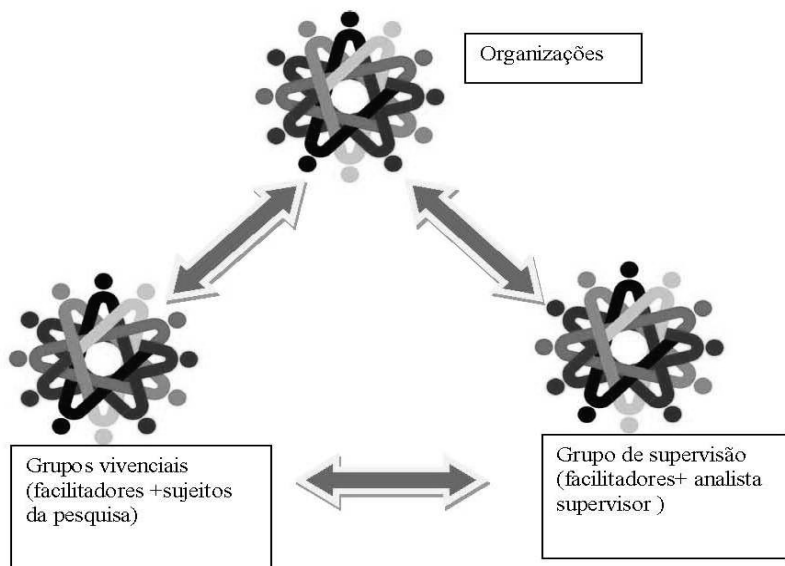 Organizações
Grupos vivenciais
(facilitadores +sujeitos
da pesquisa)
Grupo de supervisão
(facilitadores+ analista
supervisor )